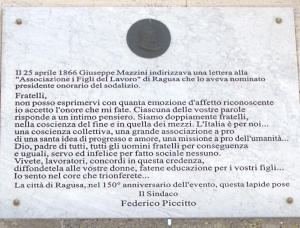 Il 25 aprile 1866 Giuseppe Mazzini indirizzava una lettera alla
"Associazione i Figli del Lavoro" di Ragusa che lo aveva nominato
presidente onorario del sodalizio.
Fratelli,
non posso esprimervi con quanta emozione d'affetto riconoscente
io accetto l'onore che mi fate. Ciascuna delle vostre parole
risponde a un intimo pensiero. Siamo doppiamente fratelli,
nella coscienza del fine e in quella dei mezzi. L'Italia è per noi...
una coscienza collettiva, una grande associazione a pro
di una santa idea di progresso e amore, una missione a pro dell'umanità...
Dio, padre di tutti, tutti gli uomini fratelli per conseguenza
e uguali, servo ed infelice per fatto sociale nessuno.
Vivete, lavoratori, concordi in questa credenza,
diffondetela alle vostre donne, fatene educazione per i vostri figli...
Io sento nel core che trionferete...
La città di Ragusa, nel 150° anniversario dell'evento, questa lapide pose
Il Sindaco
Federico Piccitto